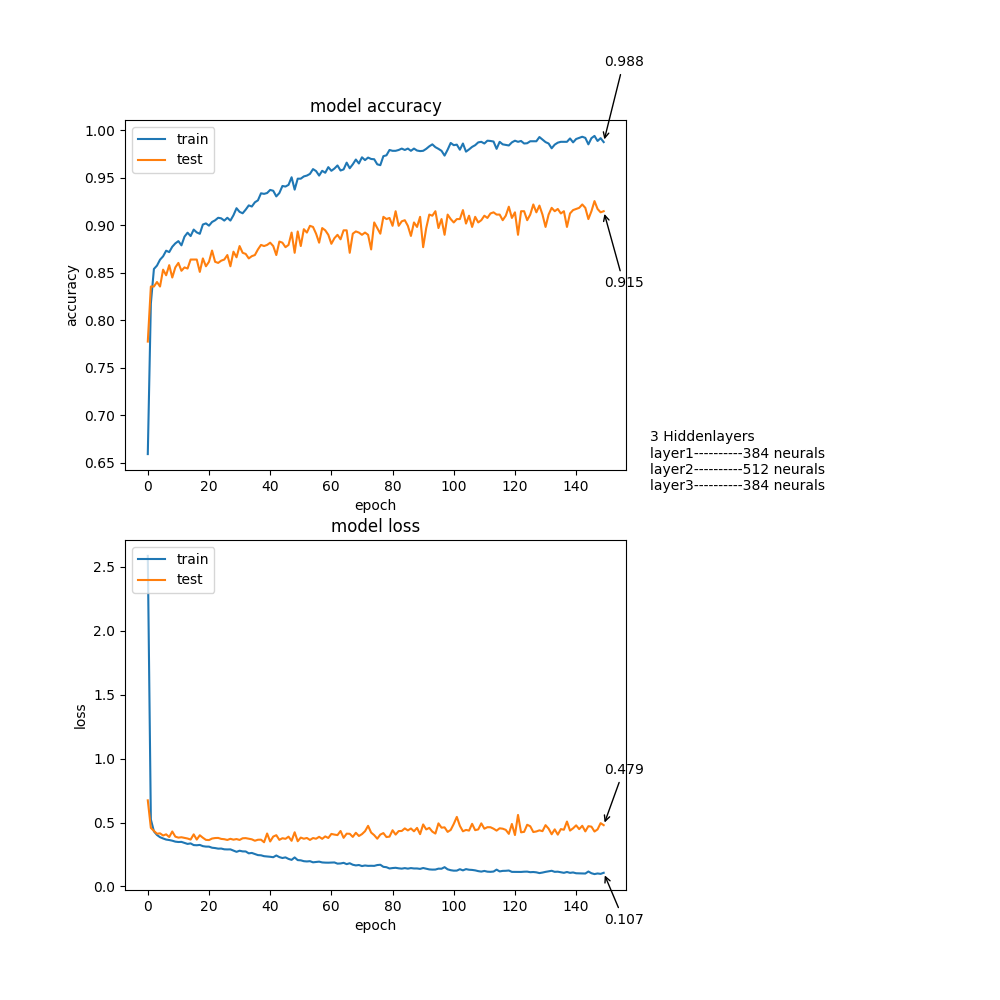 0.988
model accuracy
train
test
1.00
0.95
0.90
0.85
0.80
0.75
0.70
0.65
accuracy
0.915
0 20 40 60 80 100 120 140
epoch
3 Hiddenlayers
layer1----------384 neurals
layer2----------512 neurals
layer3----------384 neurals
model loss
train
test
2.5
2.0
1.5
1.0
0.5
0.0
loss
0.479
0 20 40 60 80 100 120 140
epoch
0.107